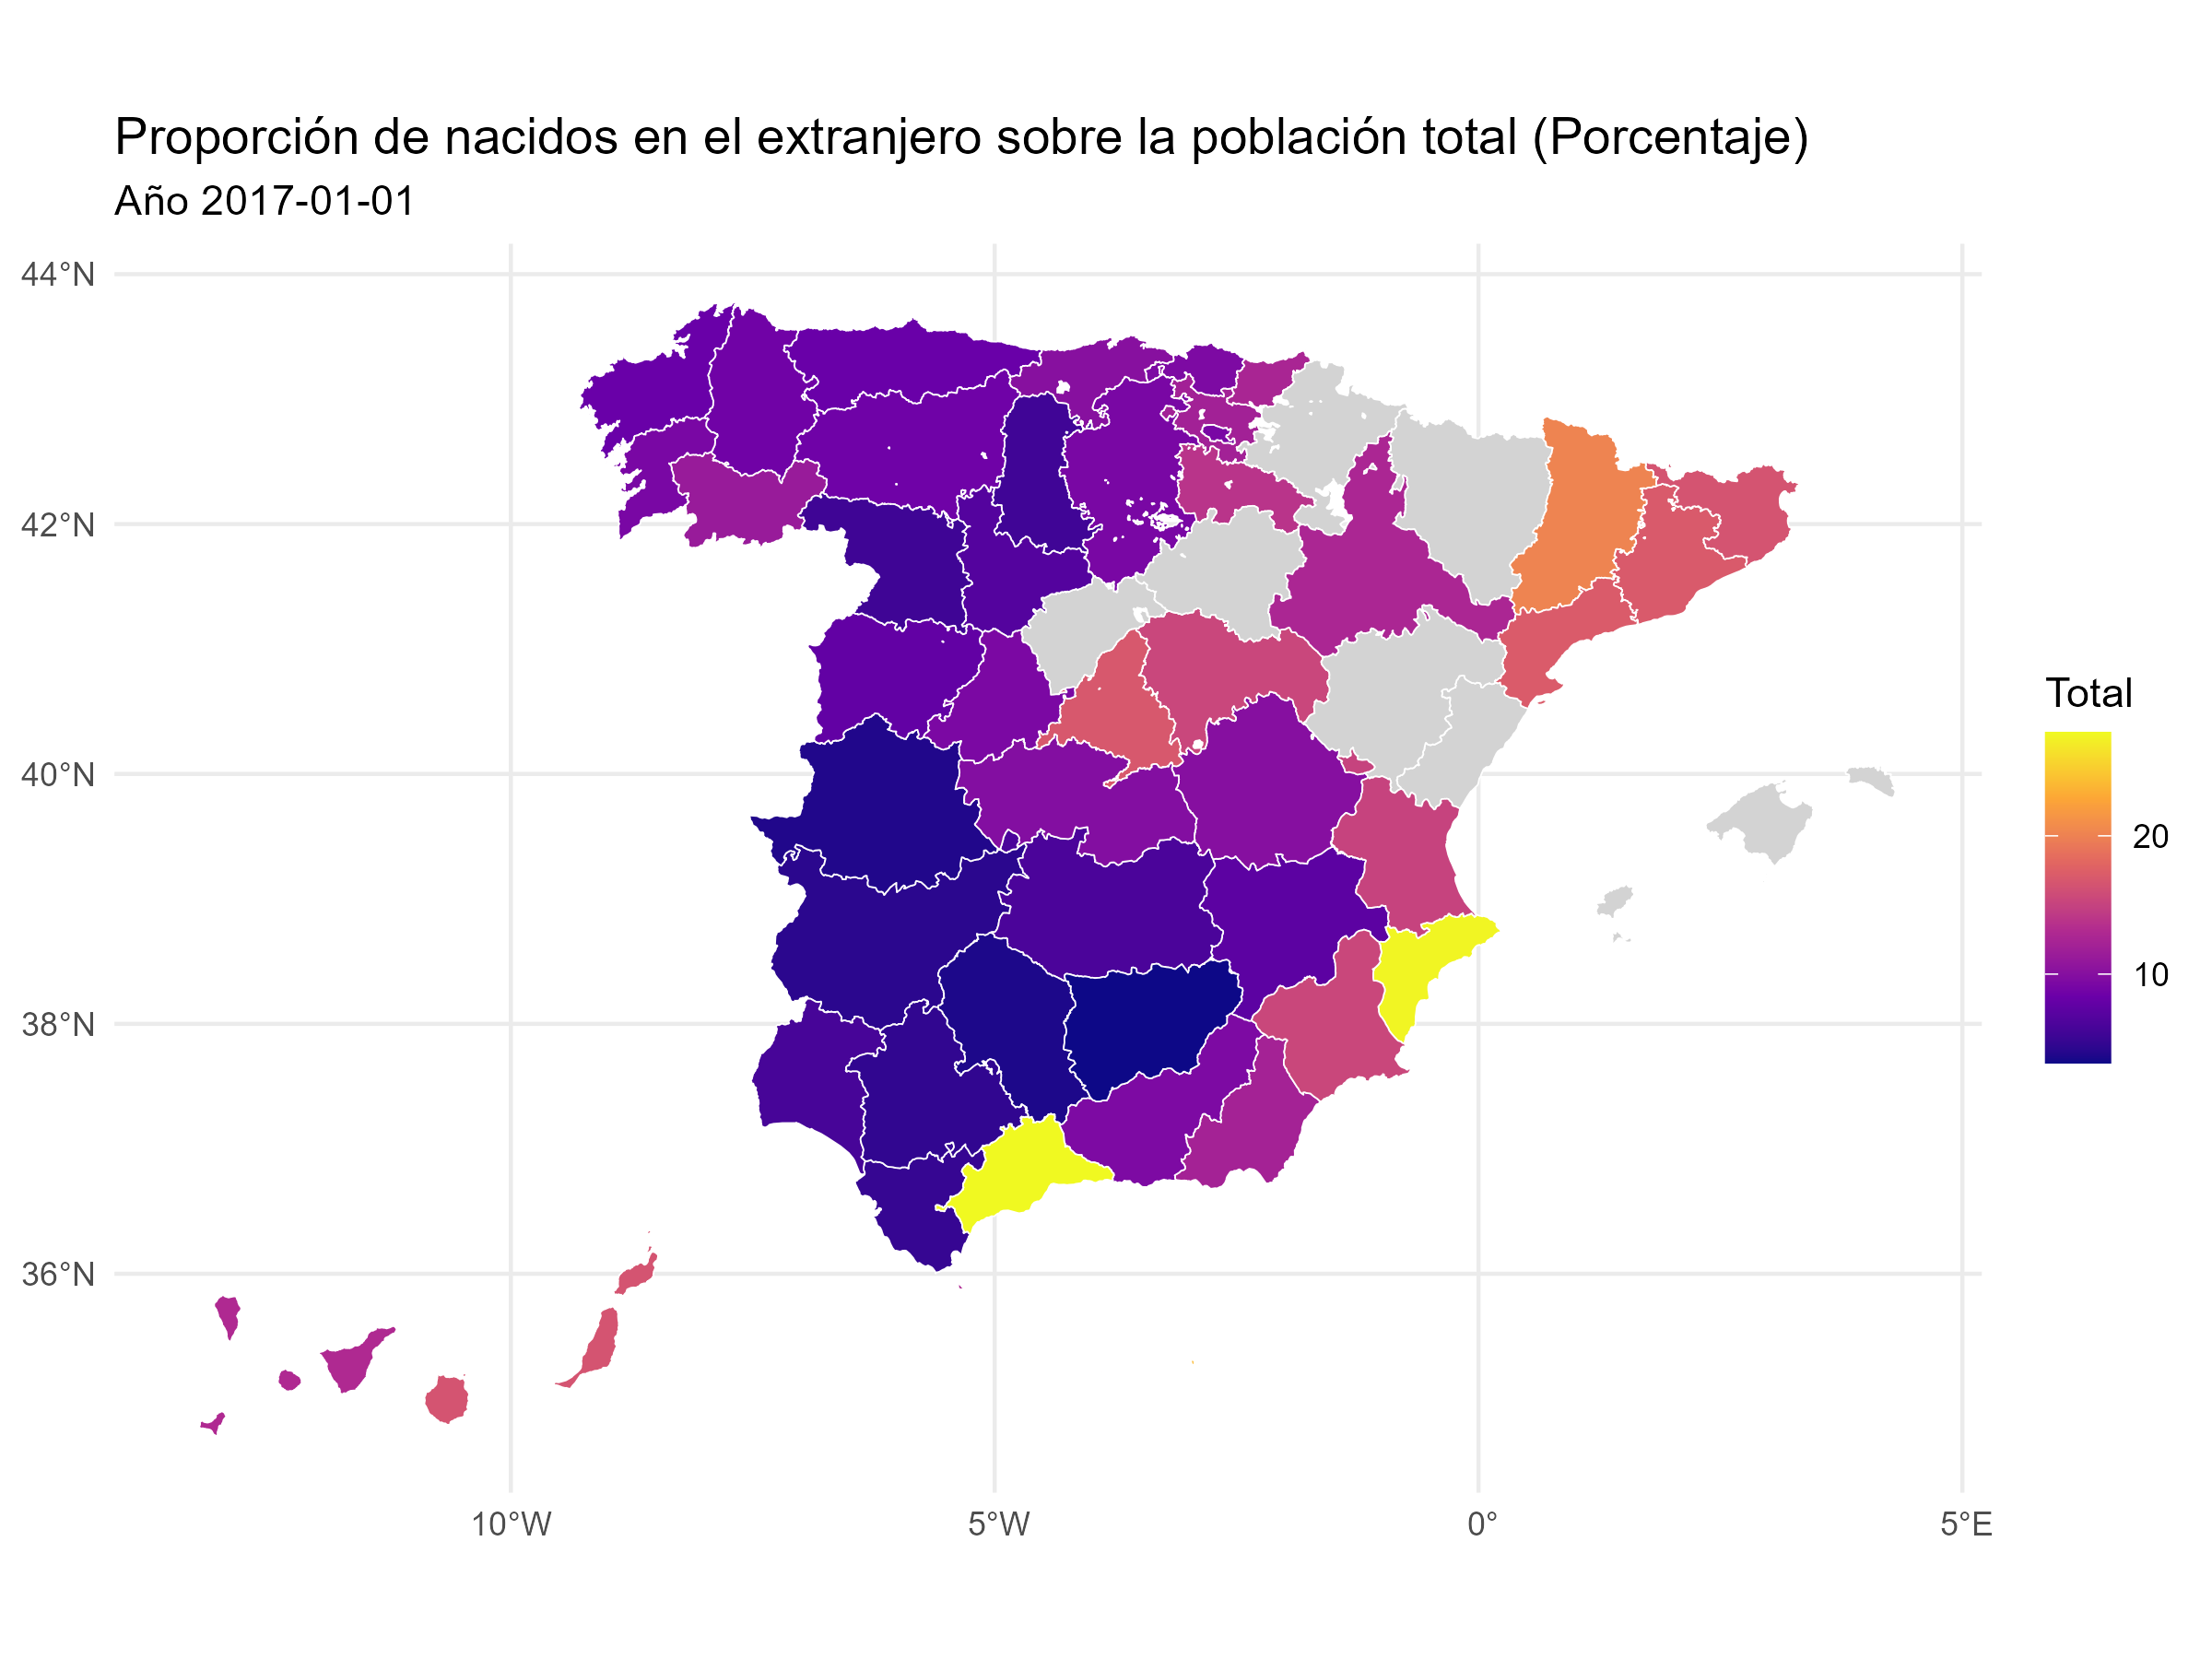 Proporción de nacidos en el extranjero sobre la población total (Porcentaje)
Año 2017-01-01
44°N
42°N
40°N
38°N
36°N
10°W
5°W
0°
5°E
Total
20
10